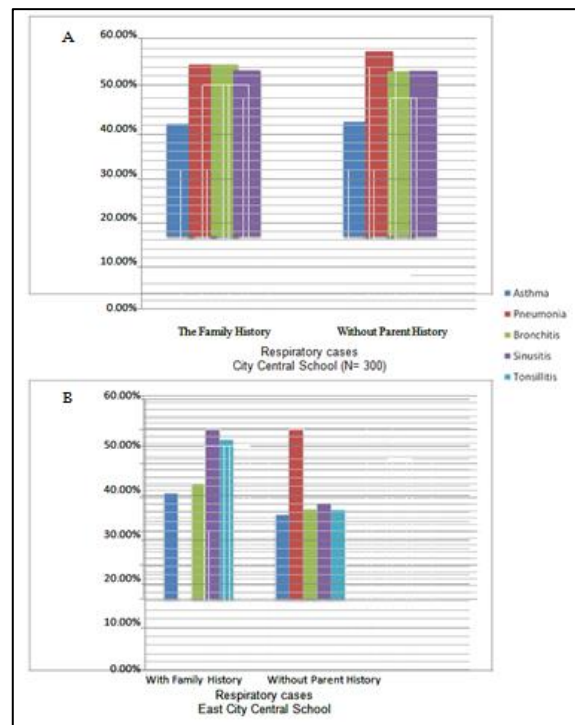 A
60.00%
50.00%
40.00%
30.00%
20.00%
10.00%
0.00%
The Family History Without Parent History
Respiratory cases
City Central School (N= 300)
Asthma
Pneumonia
Bronchitis
Sinusitis
Tonsillitis
B
60.00%
50.00%
40.00%
30.00%
20.00%
10.00%
0.00%
With Family History Without Parent History
Respiratory cases
East City Central School